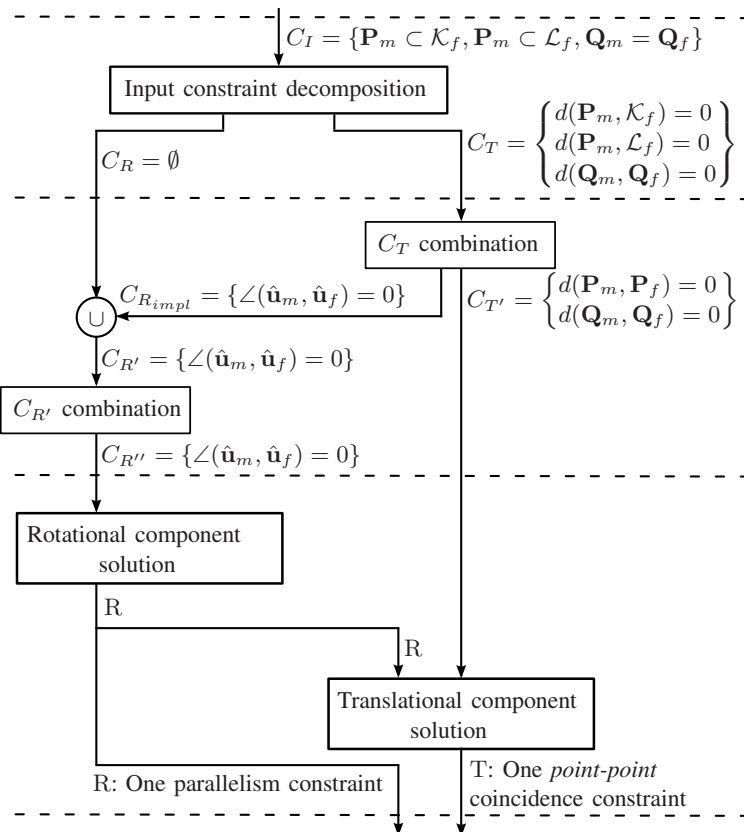 C_I = {P_m ⊂ 𝒦_f, P_m ⊂ ℒ_f, Q_m = Q_f}
Input constraint decomposition
C_R = ∅
C_T = { d(P_m, 𝒦_f) = 0
d(P_m, ℒ_f) = 0
d(Q_m, Q_f) = 0 }
C_T combination
C_{R_{impl}} = {∠(û_m, û_f) = 0}
C_{T'} = { d(P_m, P_f) = 0
d(Q_m, Q_f) = 0 }
∪
C_{R'} = {∠(û_m, û_f) = 0}
C_{R'} combination
C_{R''} = {∠(û_m, û_f) = 0}
Rotational component
solution
R
R
Translational component
solution
R: One parallelism constraint
T: One point-point
coincidence constraint